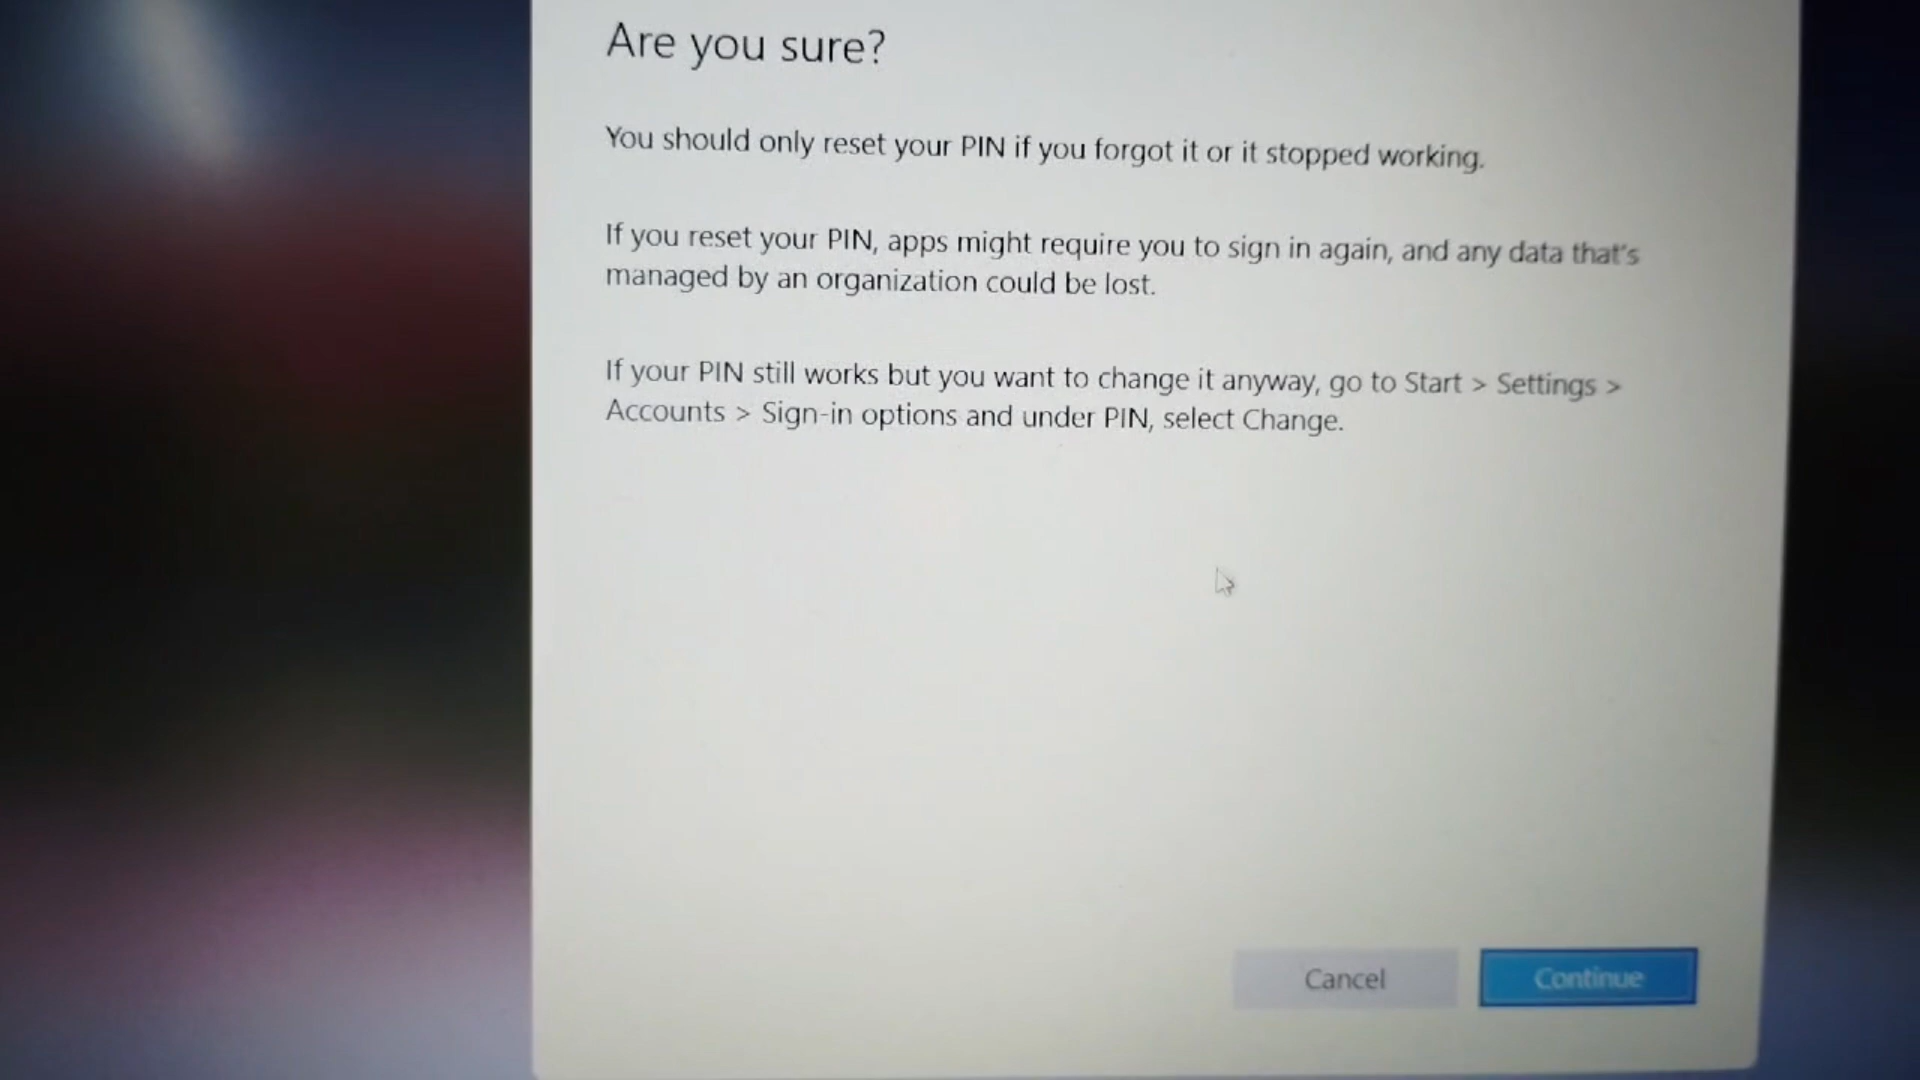 Are you sure?
You should only reset your PIN if you forgot it or it stopped working.
If you reset your PIN, apps might require you to sign in again, and any data that's
managed by an organization could be lost.
If your PIN still works but you want to change it anyway, go to Start > Settings >
Accounts > Sign-in options and under PIN, select Change.
Cancel
Continue